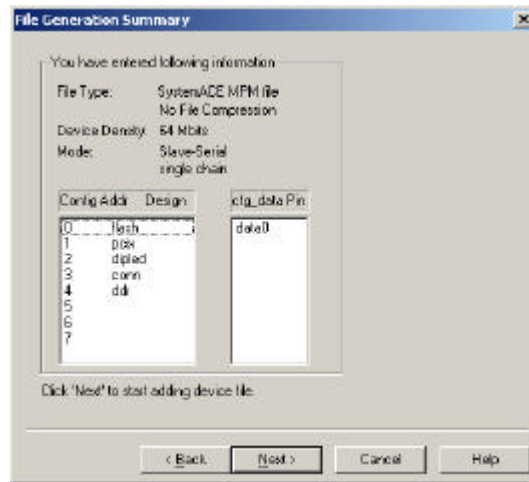 File Generation Summary
You have entered following information
File Type: SystemACE MPM file
No File Compression
Device Density: 64 Mbits
Mode: Slave-Serial
single chain
Config Addr Design cfg_data Pin
0 flash data0
1 pcix
2 dipled
3 conn
4 ddr
5
6
7
Click 'Next' to start adding device file.
< Back Next > Cancel Help